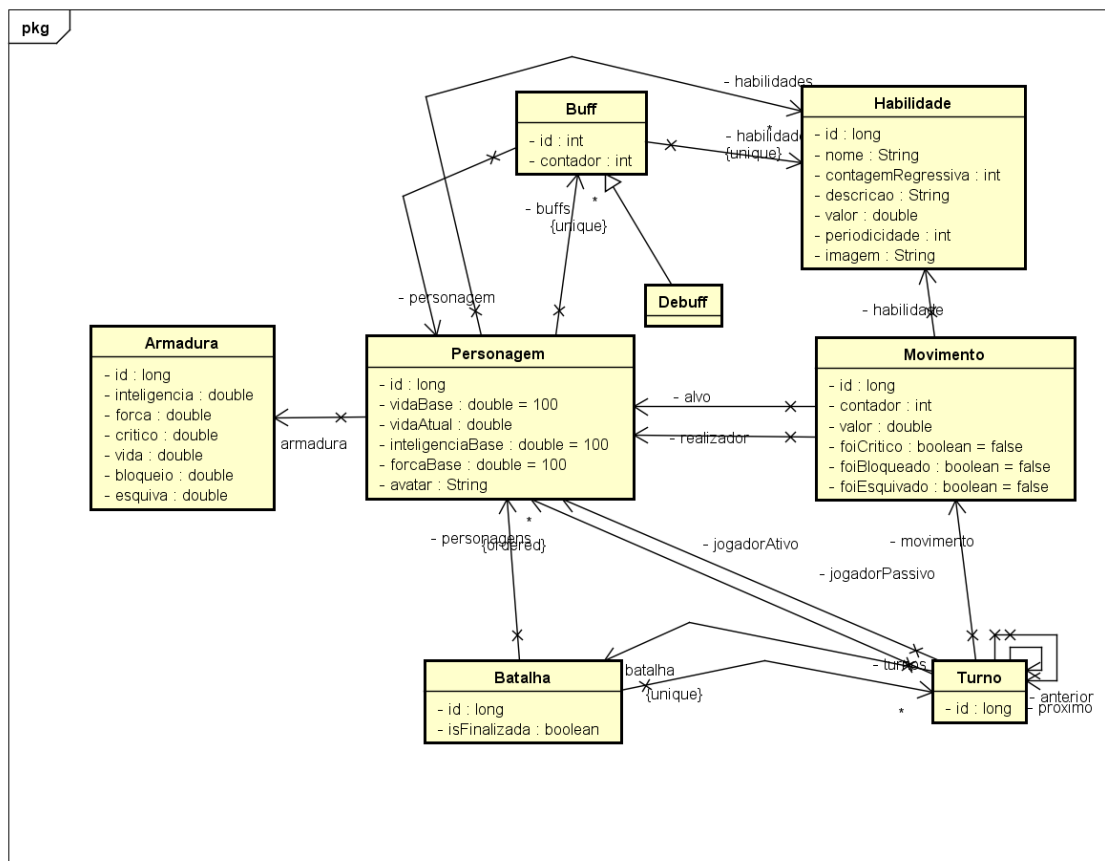 pkg
- habilidades
Buff
- id : int
- contador : int
*
- habilidade
{unique}
Habilidade
- id : long
- nome : String
- contagemRegressiva : int
- descricao : String
- valor : double
- periodicidade : int
- imagem : String
- buffs
*
{unique}
- personagem
Debuff
- habilidade
Armadura
- id : long
- inteligencia : double
- forca : double
- critico : double
- vida : double
- bloqueio : double
- esquiva : double
armadura
Personagem
- id : long
- vidaBase : double = 100
- vidaAtual : double
- inteligenciaBase : double = 100
- forcaBase : double = 100
- avatar : String
- alvo
- realizador
Movimento
- id : long
- contador : int
- valor : double
- foiCritico : boolean = false
- foiBloqueado : boolean = false
- foiEsquivado : boolean = false
- personagens
*
{ordered}
- jogadorAtivo
- movimento
- jogadorPassivo
Batalha
- id : long
- isFinalizada : boolean
batalha
{unique}
- turnos
*
Turno
- id : long
- anterior
- proximo